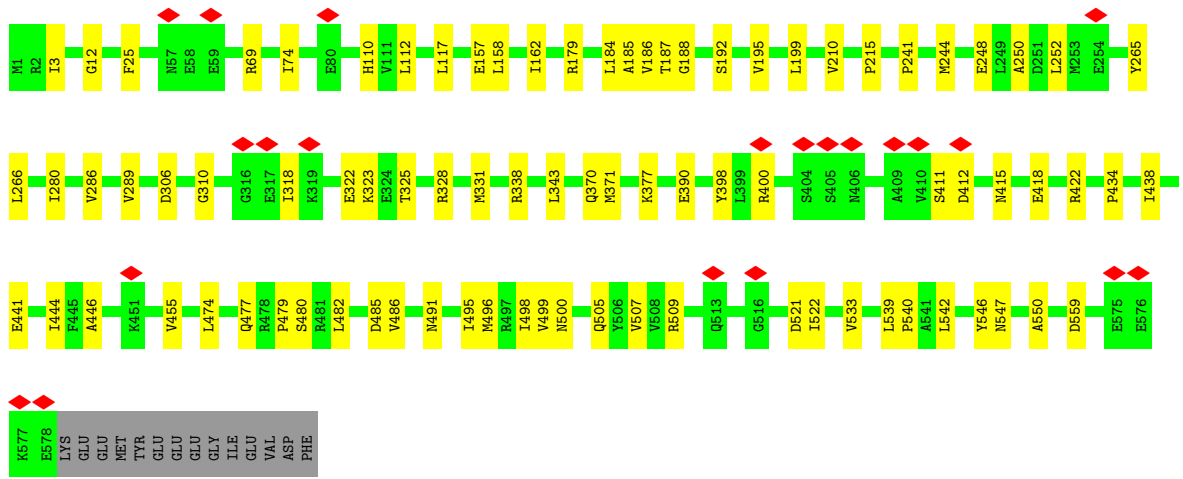 M1 R2 I3 G12 F25 N57 E58 E59 R69 I74 E80 H110 V111 L112 L117 E157 L158 I162 R179 L184 A185 V186 T187 G188 S192 V195 L199 V210 P215 P241 M244 E248 L249 A250 D251 L252 M253 E254 Y265
L266 I280 V286 V289 D306 G310 G316 E317 I318 K319 E322 K323 E324 T325 R328 M331 R338 L343 Q370 M371 K377 E390 Y398 L399 R400 S404 S405 N406 A409 V410 S411 D412 N415 E418 R422 P434 I438
E441 I444 F445 A446 K451 V455 L474 Q477 R478 P479 S480 R481 L482 D485 V486 N491 I495 M496 R497 I498 V499 N500 Q505 Y506 V507 V508 R509 Q513 G516 D521 I522 V533 L539 P540 A541 L542 Y546 N547 A550 D559 E575 E576
K577 E578 LYS GLU GLU MET TYR GLU GLU GLU GLY ILE GLU VAL ASP PHE